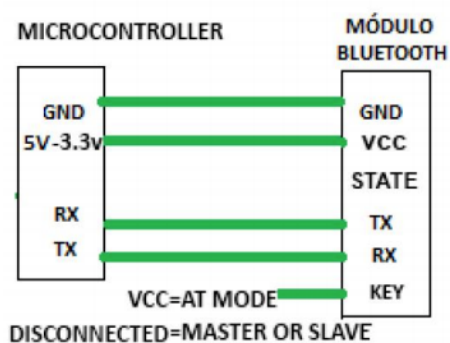 MICROCONTROLLER
MÓDULO
BLUETOOTH
GND
5V-3.3v
RX
TX
GND
VCC
STATE
TX
RX
KEY
VCC=AT MODE
DISCONNECTED=MASTER OR SLAVE